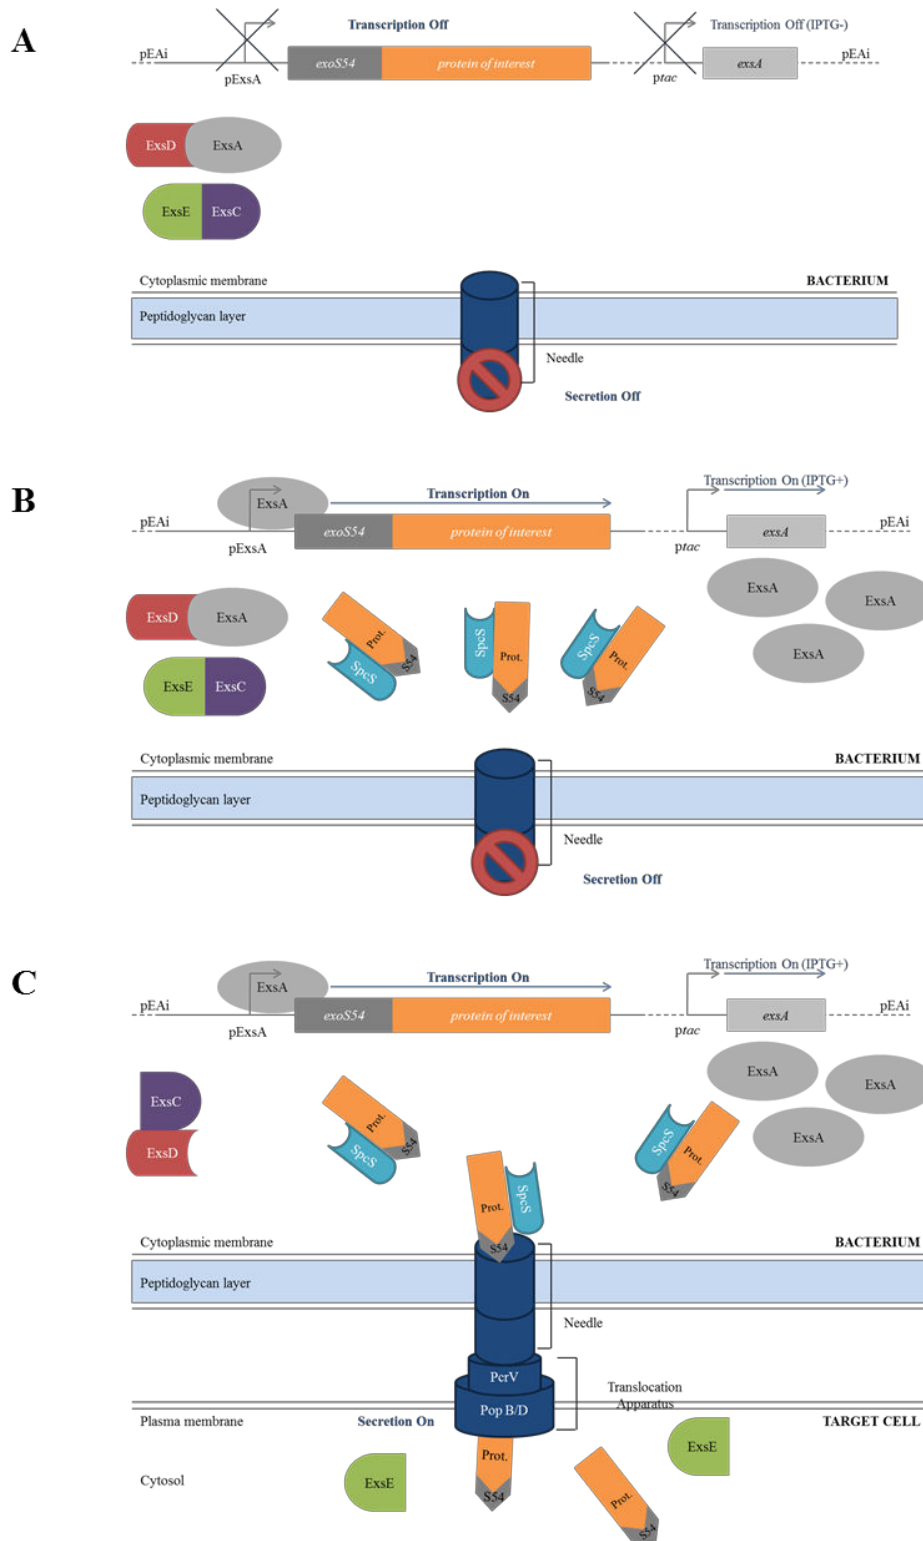 A
Transcription Off
Transcription Off (IPTG-)
pEAi
exoS54
protein of interest
exsA
pEAi
pExsA
ptac
ExsD
ExsA
ExsE
ExsC
Cytoplasmic membrane
BACTERIUM
Peptidoglycan layer
Needle
Secretion Off
B
Transcription On (IPTG+)
ExsA
Transcription On
pEAi
exoS54
protein of interest
exsA
pEAi
pExsA
ptac
ExsA
ExsA
ExsA
ExsD
ExsA
Prot.
S54
SpcS
SpcS
Prot.
S54
SpcS
Prot.
S54
ExsE
ExsC
Cytoplasmic membrane
BACTERIUM
Peptidoglycan layer
Needle
Secretion Off
C
Transcription On (IPTG+)
ExsA
Transcription On
pEAi
exoS54
protein of interest
exsA
pEAi
pExsA
ptac
ExsA
ExsA
ExsA
ExsC
ExsD
Prot.
S54
SpcS
Prot.
SpcS
S54
SpcS
Prot.
S54
Cytoplasmic membrane
BACTERIUM
Peptidoglycan layer
Needle
PcrV
Translocation
Apparatus
Pop B/D
Plasma membrane
Secretion On
TARGET CELL
ExsE
Prot.
Cytosol
ExsE
S54
Prot.
S54